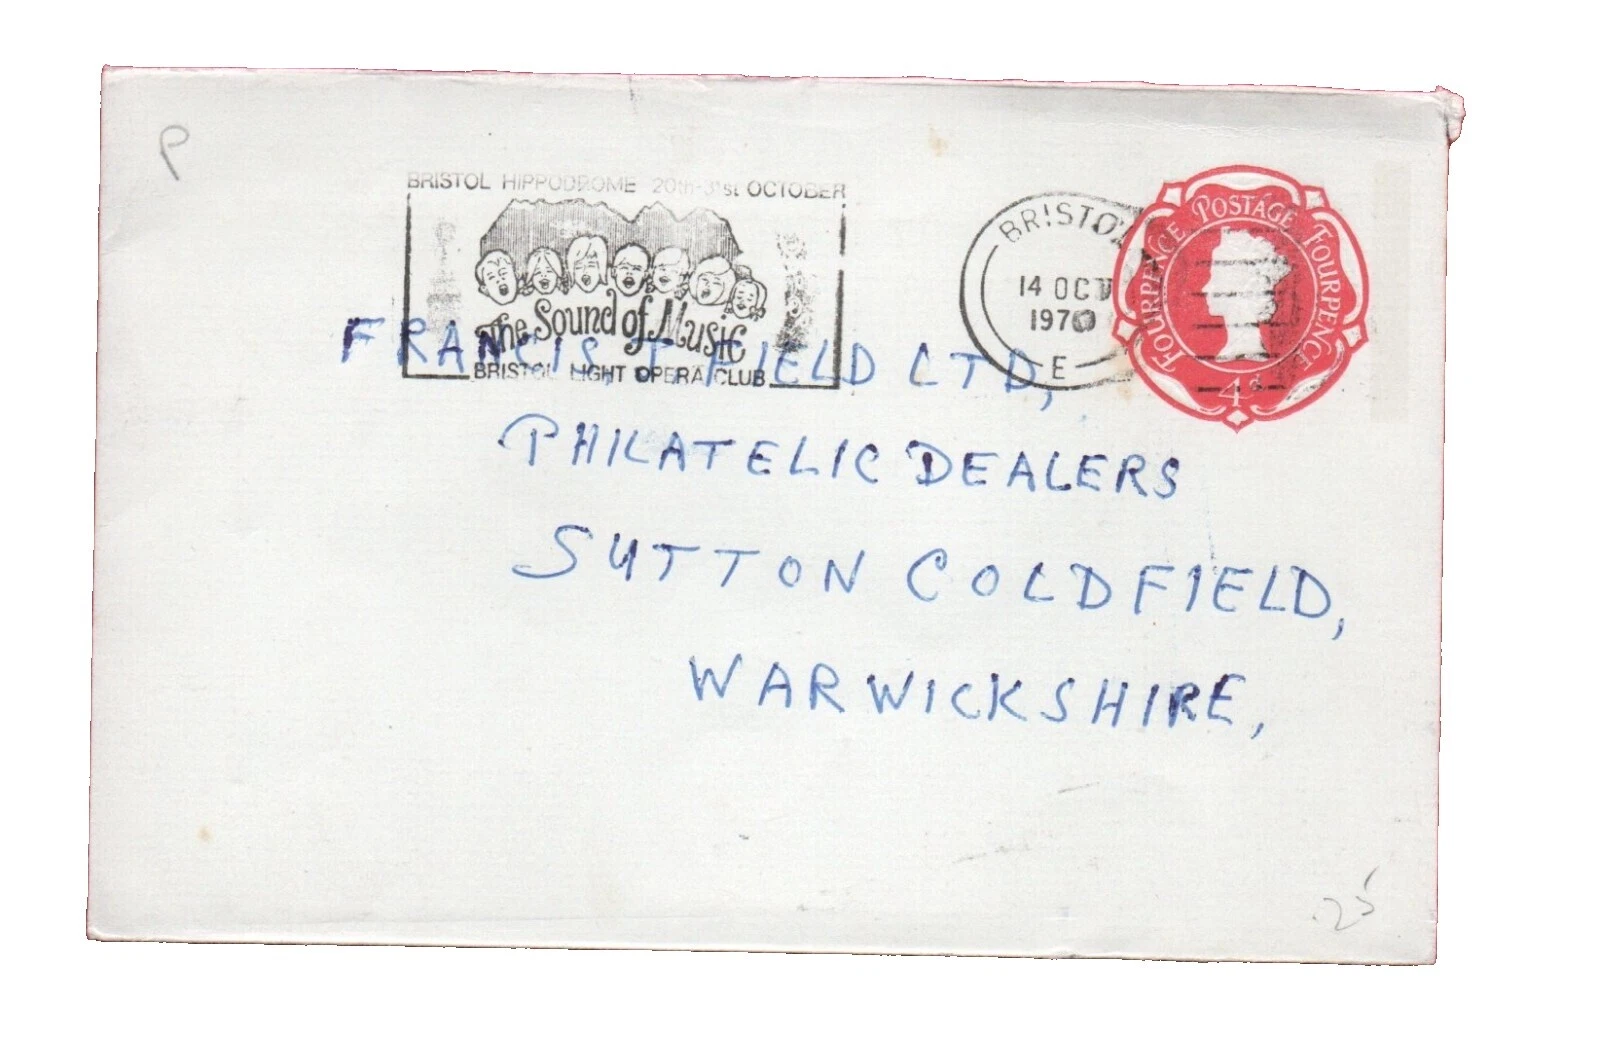 P
BRISTOL HIPPODROME 20th-31st OCTOBER
The Sound of Music
BRISTOL LIGHT OPERA CLUB
BRISTOL
14 OCT
1970
E
POSTAGE
FOURPENCE FOURPENCE
4d
FRANCIS J FIELD LTD,
PHILATELIC DEALERS
SUTTON COLDFIELD,
WARWICKSHIRE,
.25